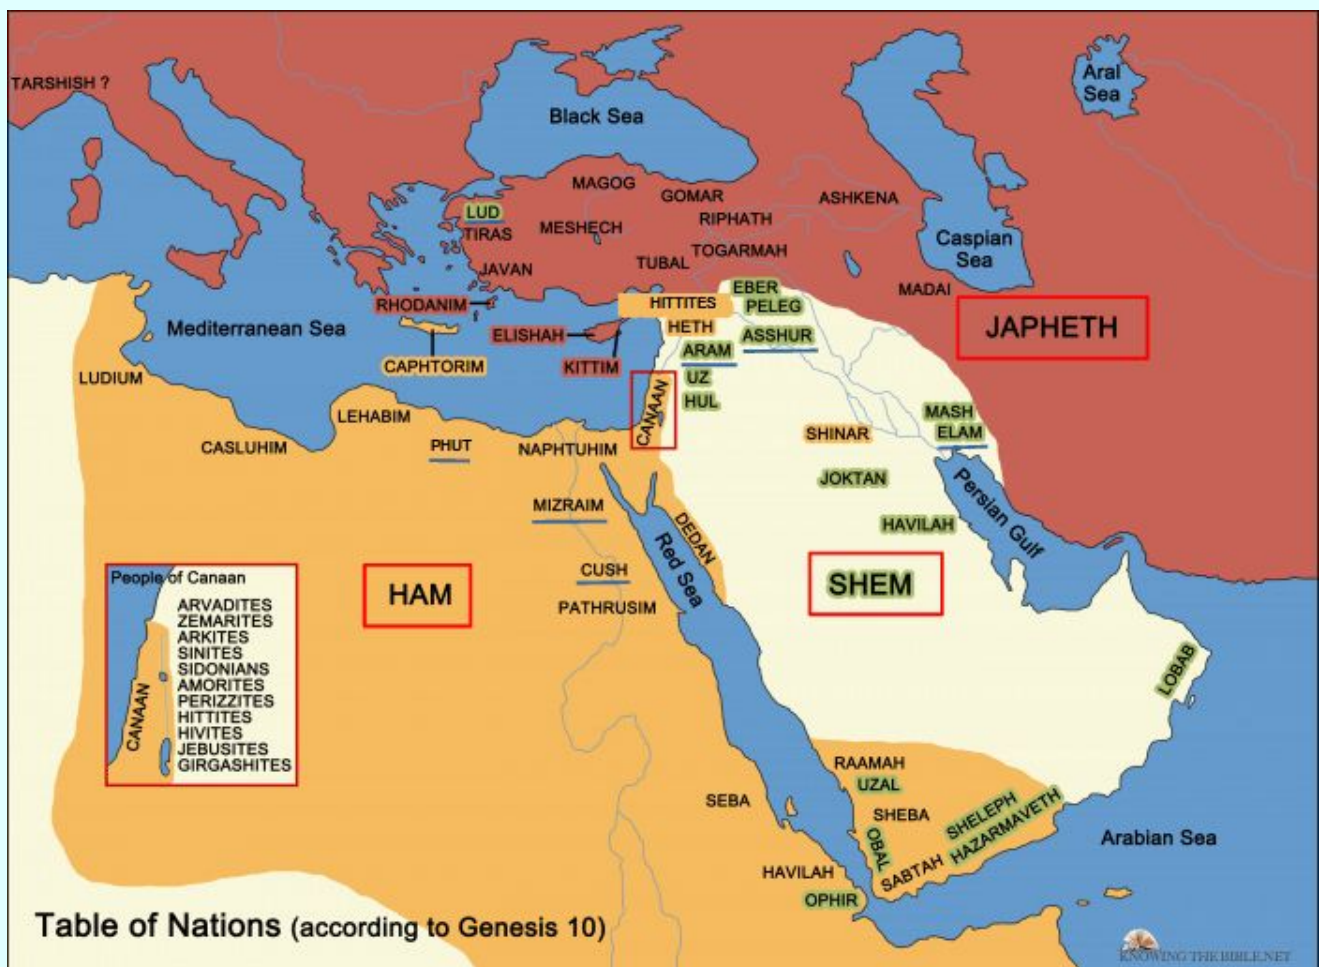 TARSHISH ?
Black Sea
Aral
Sea
MAGOG
GOMAR
ASHKENA
LUD
TIRAS
MESHECH
RIPHATH
Caspian
Sea
TOGARMAH
TUBAL
JAVAN
MADAI
EBER
PELEG
HITTITES
RHODANIM
Mediterranean Sea
ELISHAH
HETH
ASSHUR
JAPHETH
ARAM
CAPHTORIM
KITTIM
LUDIUM
UZ
HUL
CANAAN
LEHABIM
MASH
ELAM
SHINAR
CASLUHIM
PHUT
NAPHTUHIM
JOKTAN
MIZRAIM
Persian Gulf
DEDAN
HAVILAH
Red Sea
CUSH
HAM
SHEM
PATHRUSIM
People of Canaan
ARVADITES
ZEMARITES
ARKITES
SINITES
SIDONIANS
AMORITES
PERIZZITES
HITTITES
HIVITES
JEBUSITES
GIRGASHITES
CANAAN
LOBAB
RAAMAH
UZAL
SEBA
SHEBA
SHELEPH
HAZARMAVETH
OBAL
Arabian Sea
SABTAH
HAVILAH
OPHIR
Table of Nations (according to Genesis 10)
KNOWING THE BIBLE.NET